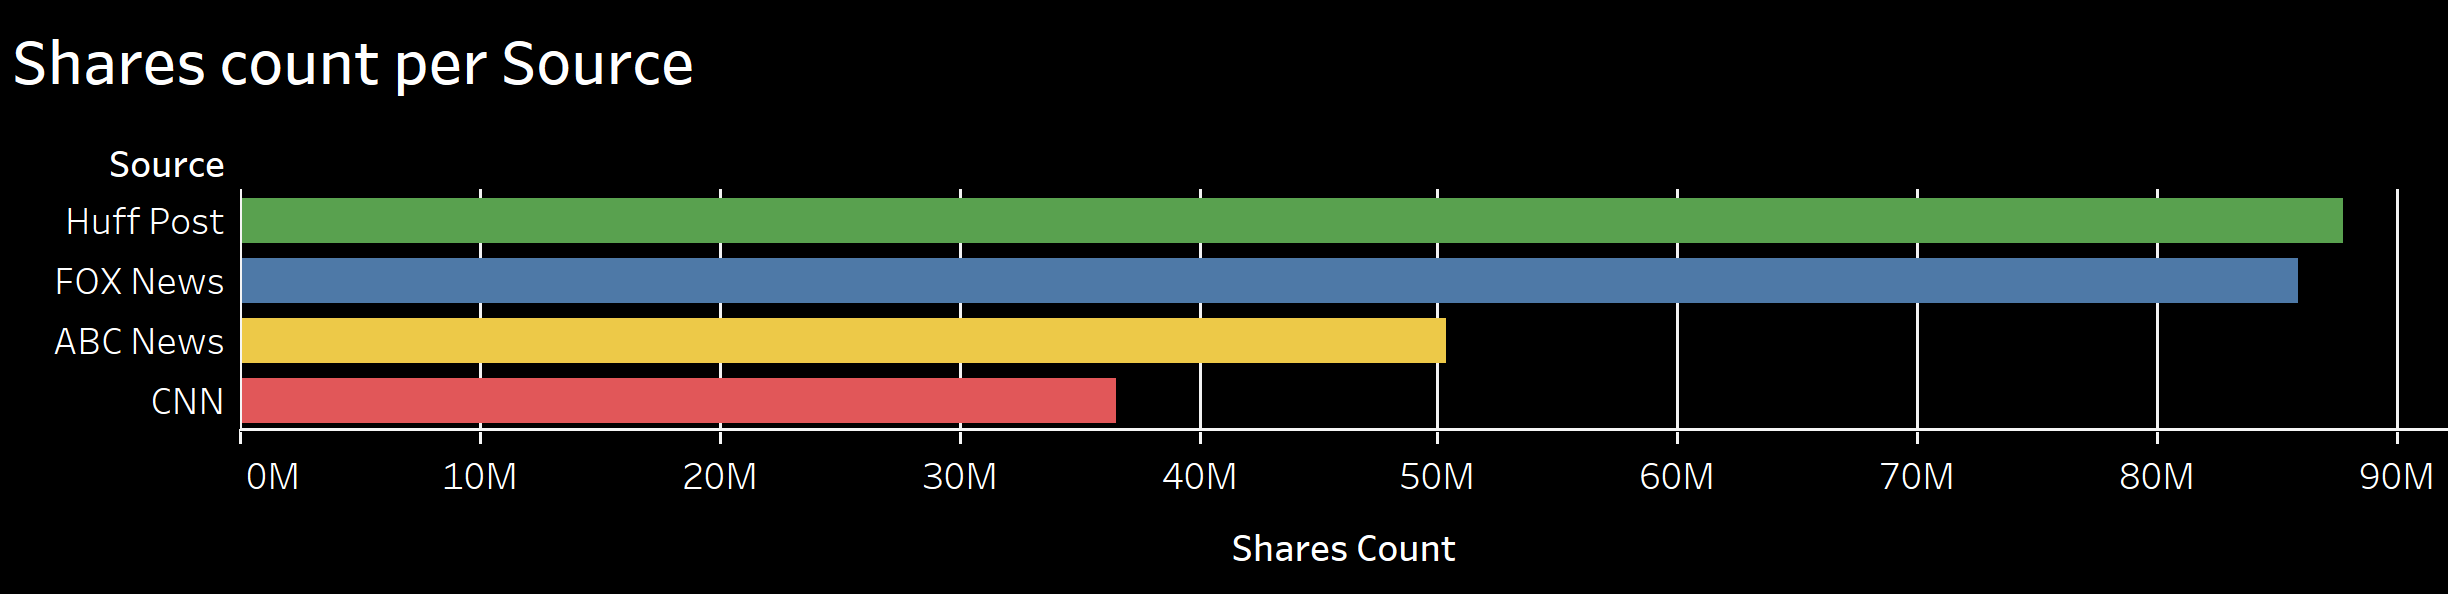 Shares count per Source
Source
Huff Post
FOX News
ABC News
CNN
0M 10M 20M 30M 40M 50M 60M 70M 80M 90M
Shares Count